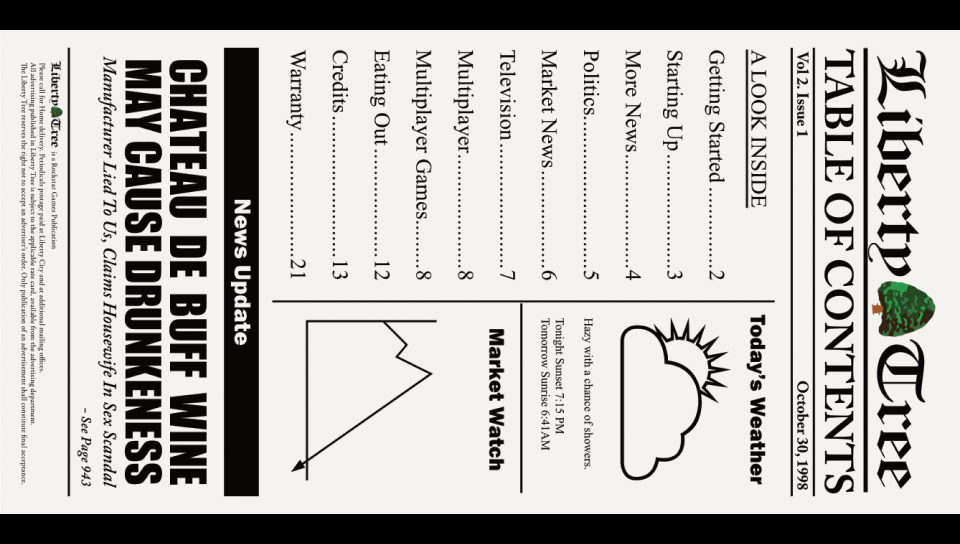 Liberty Tree
TABLE OF CONTENTS
Vol 2. Issue 1 October 30, 1998
A LOOK INSIDE
Getting Started..............2
Starting Up..............3
More News..............4
Politics..............5
Market News..............6
Television..............7
Multiplayer..............8
Multiplayer Games..............8
Eating Out..............12
Credits..............13
Warranty..............21
Today's Weather
Hazy with a chance of showers.
Tonight Sunset 7:15 PM
Tomorrow Sunrise 6:41AM
Market Watch
News Update
CHATEAU DE BUFF WINE
MAY CAUSE DRUNKENESS
Manufacturer Lied To Us, Claims Housewife In Sex Scandal
- See Page 943
Liberty Tree is a Rockstar Games Publication
Please call for Home delivery. Periodicals postage paid at Liberty City and at additional mailing offices.
All advertising published in Liberty Tree is subject to the applicable rate card, available from the advertising department.
The Liberty Tree reserves the right not to accept an advertiser's order. Only publication of an advertisement shall constitute final acceptance.